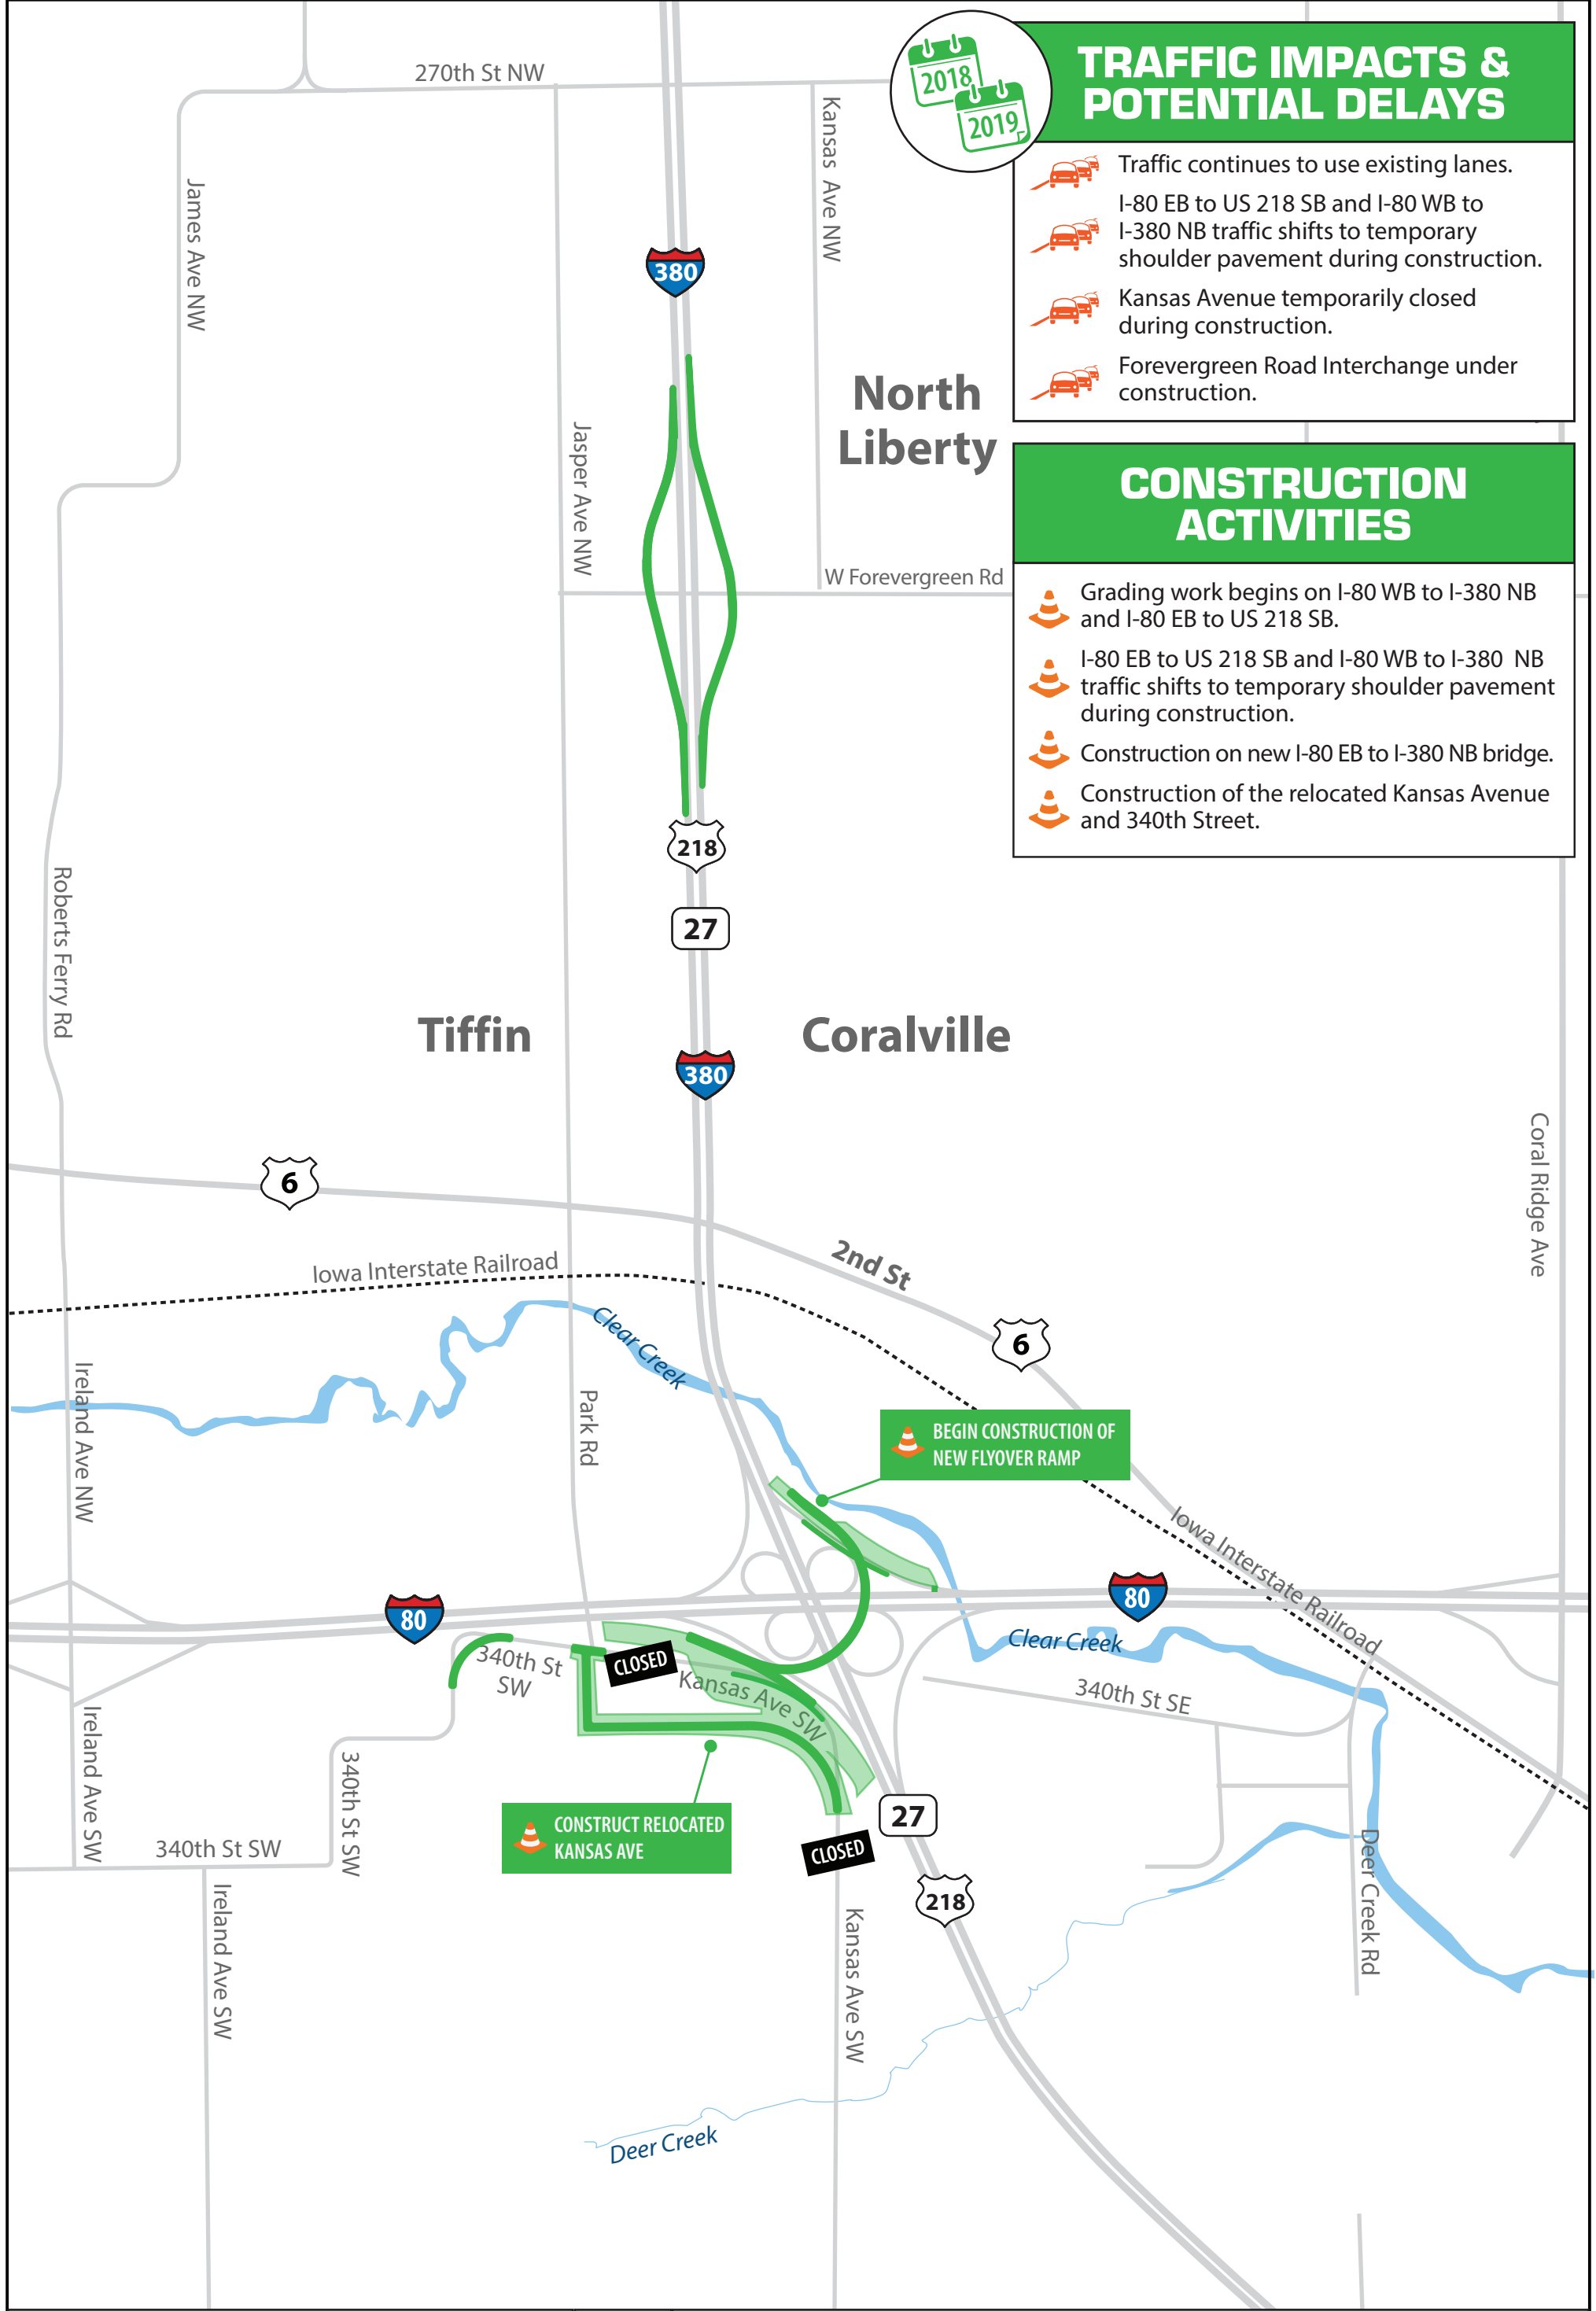 270th St NW
2018
2019
TRAFFIC IMPACTS &
POTENTIAL DELAYS
Traffic continues to use existing lanes.
I-80 EB to US 218 SB and I-80 WB to
I-380 NB traffic shifts to temporary
shoulder pavement during construction.
Kansas Avenue temporarily closed
during construction.
Forevergreen Road Interchange under
construction.
James Ave NW
Kansas Ave NW
380
North
Liberty
Jasper Ave NW
W Forevergreen Rd
CONSTRUCTION
ACTIVITIES
Grading work begins on I-80 WB to I-380 NB
and I-80 EB to US 218 SB.
I-80 EB to US 218 SB and I-80 WB to I-380 NB
traffic shifts to temporary shoulder pavement
during construction.
Construction on new I-80 EB to I-380 NB bridge.
Construction of the relocated Kansas Avenue
and 340th Street.
218
27
Roberts Ferry Rd
Tiffin
Coralville
380
Coral Ridge Ave
6
2nd St
Iowa Interstate Railroad
Clear Creek
6
Ireland Ave NW
Park Rd
BEGIN CONSTRUCTION OF
NEW FLYOVER RAMP
Iowa Interstate Railroad
80
80
Clear Creek
340th St
SW
CLOSED
Kansas Ave SW
340th St SE
Ireland Ave SW
340th St SW
340th St SW
CONSTRUCT RELOCATED
KANSAS AVE
27
CLOSED
218
Deer Creek Rd
Ireland Ave SW
Kansas Ave SW
Deer Creek